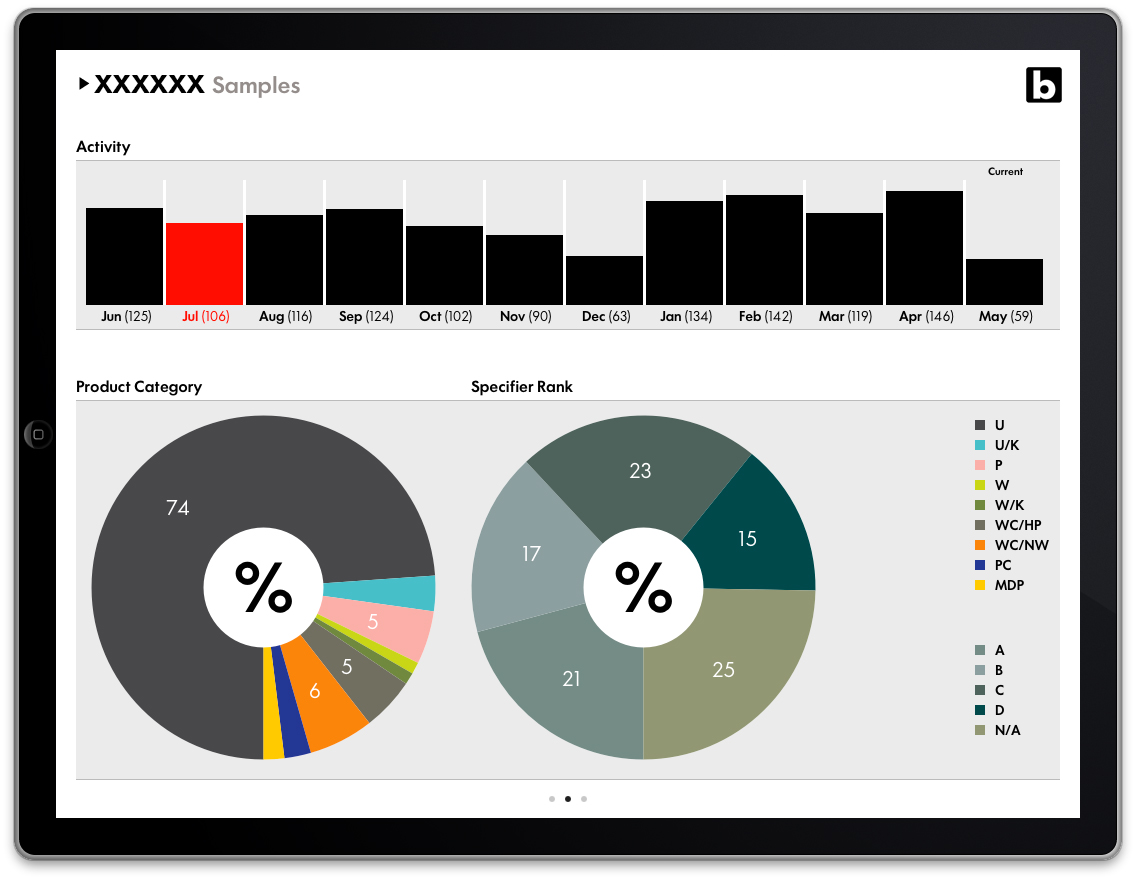 XXXXXX Samples
b
Activity
Current
Jun (125) Jul (106) Aug (116) Sep (124) Oct (102) Nov (90) Dec (63) Jan (134) Feb (142) Mar (119) Apr (146) May (59)
Product Category Specifier Rank
74
5
5
6
%
23
15
17
21
25
%
U
U/K
P
W
W/K
WC/HP
WC/NW
PC
MDP
A
B
C
D
N/A